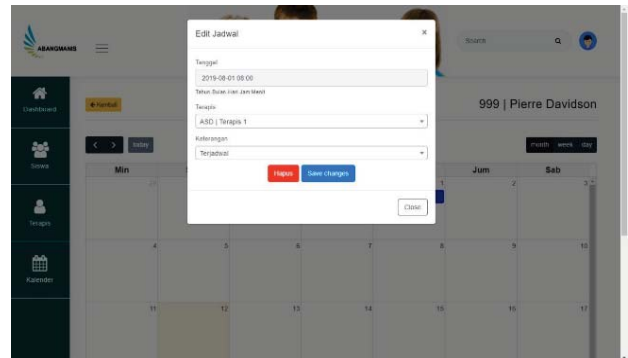 ABANGMAMIS
Edit Jadwal
×
Search
Tanggal
2019-08-01 08:00
Tahun Bulan Hari Jam Menit
Dashboard
Kembali
999 | Pierre Davidson
Terapis
ASD | Terapis 1
Keterangan
Terjadwal
today
month week day
Siswa
Hapus Save changes
Min
Jum Sab
Close
1 2 3
Terapis
4 5 6 7 8 9 10
Kalender
11 12 13 14 15 16 17